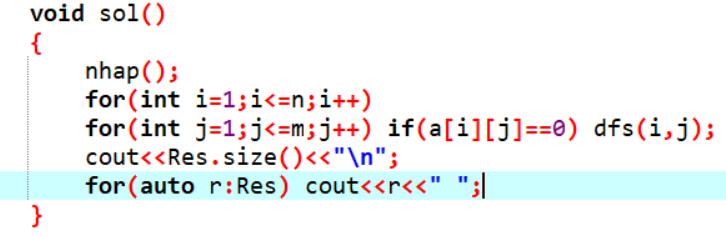 void sol()
{
nhap();
for(int i=1;i<=n;i++)
for(int j=1;j<=m;j++) if(a[i][j]==0) dfs(i,j);
cout<<Res.size()<<"\n";
for(auto r:Res) cout<<r<<" ";
}